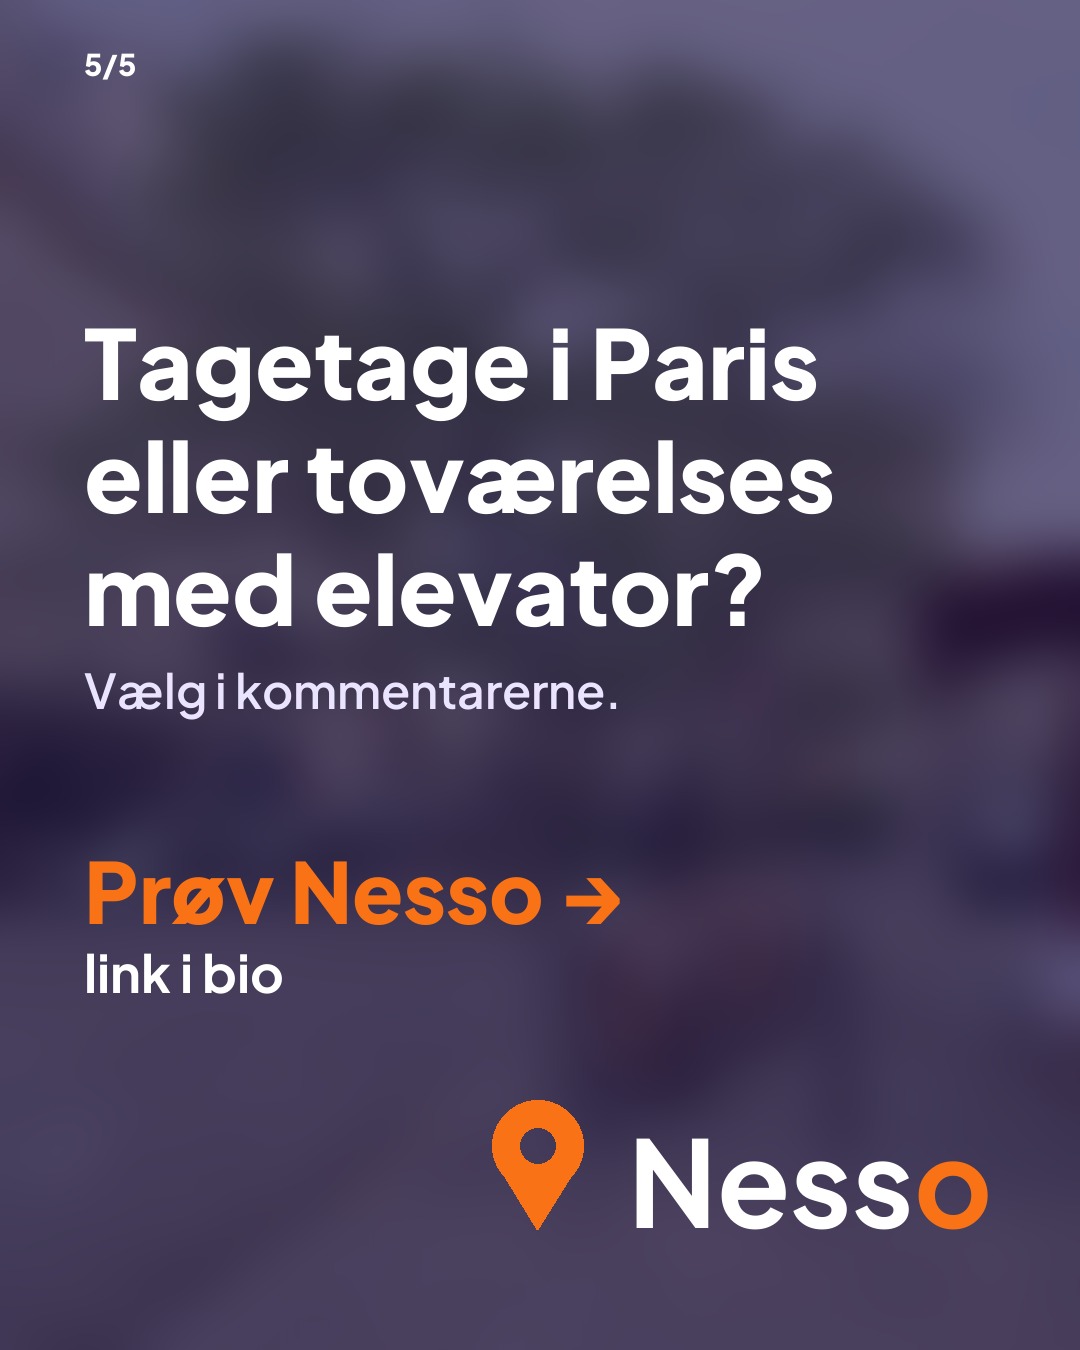 5/5
Tagetage i Paris
eller toværelses
med elevator?
Vælg i kommentarerne.
Prøv Nesso →
link i bio
Nesso